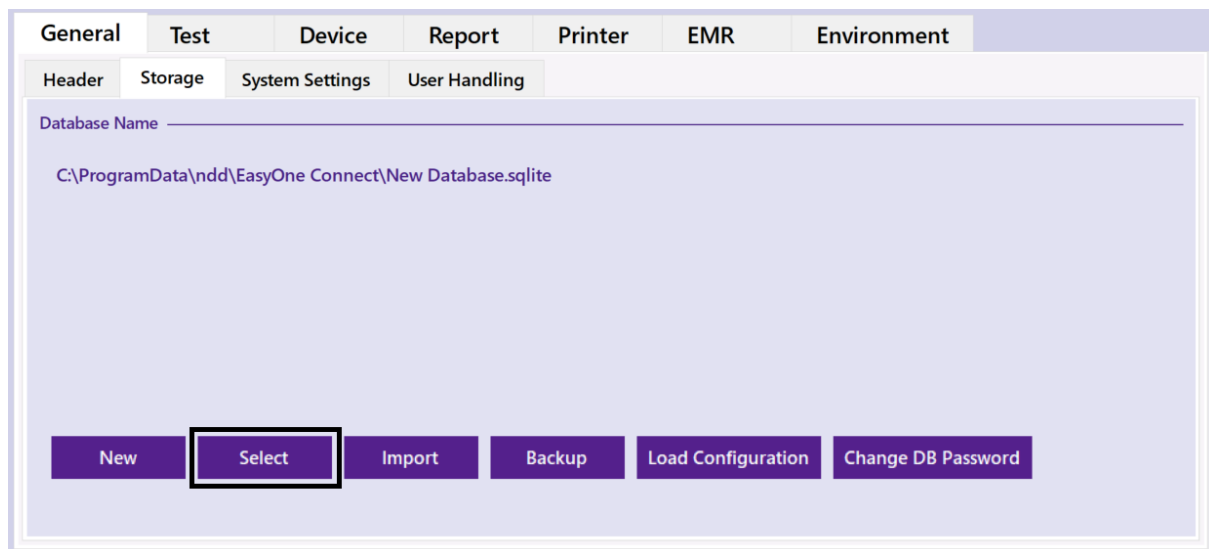 General Test Device Report Printer EMR Environment
Header Storage System Settings User Handling
Database Name
C:\ProgramData\ndd\EasyOne Connect\New Database.sqlite
New Select Import Backup Load Configuration Change DB Password